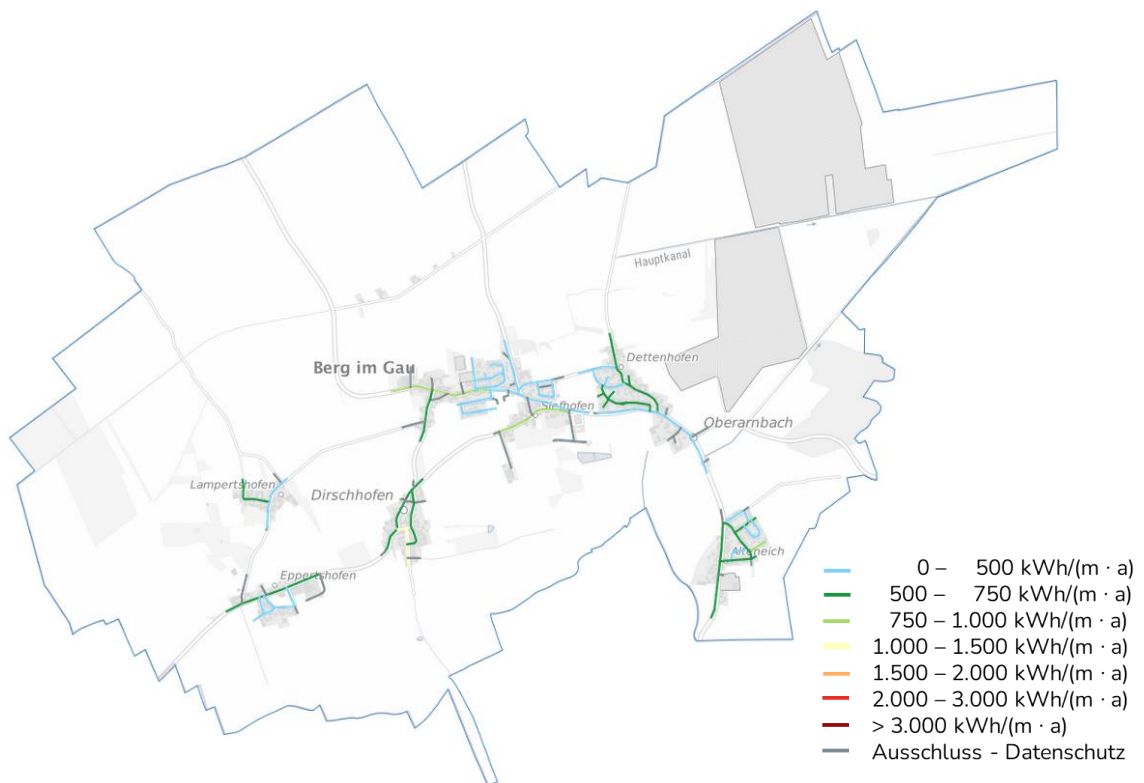 Hauptkanal
Berg im Gau
Dettenhofen
Siefhofen
Oberarnbach
Lampertshofen
Dirschhofen
Eppertshofen
Alteneich
0 – 500 kWh/(m · a)
500 – 750 kWh/(m · a)
750 – 1.000 kWh/(m · a)
1.000 – 1.500 kWh/(m · a)
1.500 – 2.000 kWh/(m · a)
2.000 – 3.000 kWh/(m · a)
> 3.000 kWh/(m · a)
Ausschluss - Datenschutz